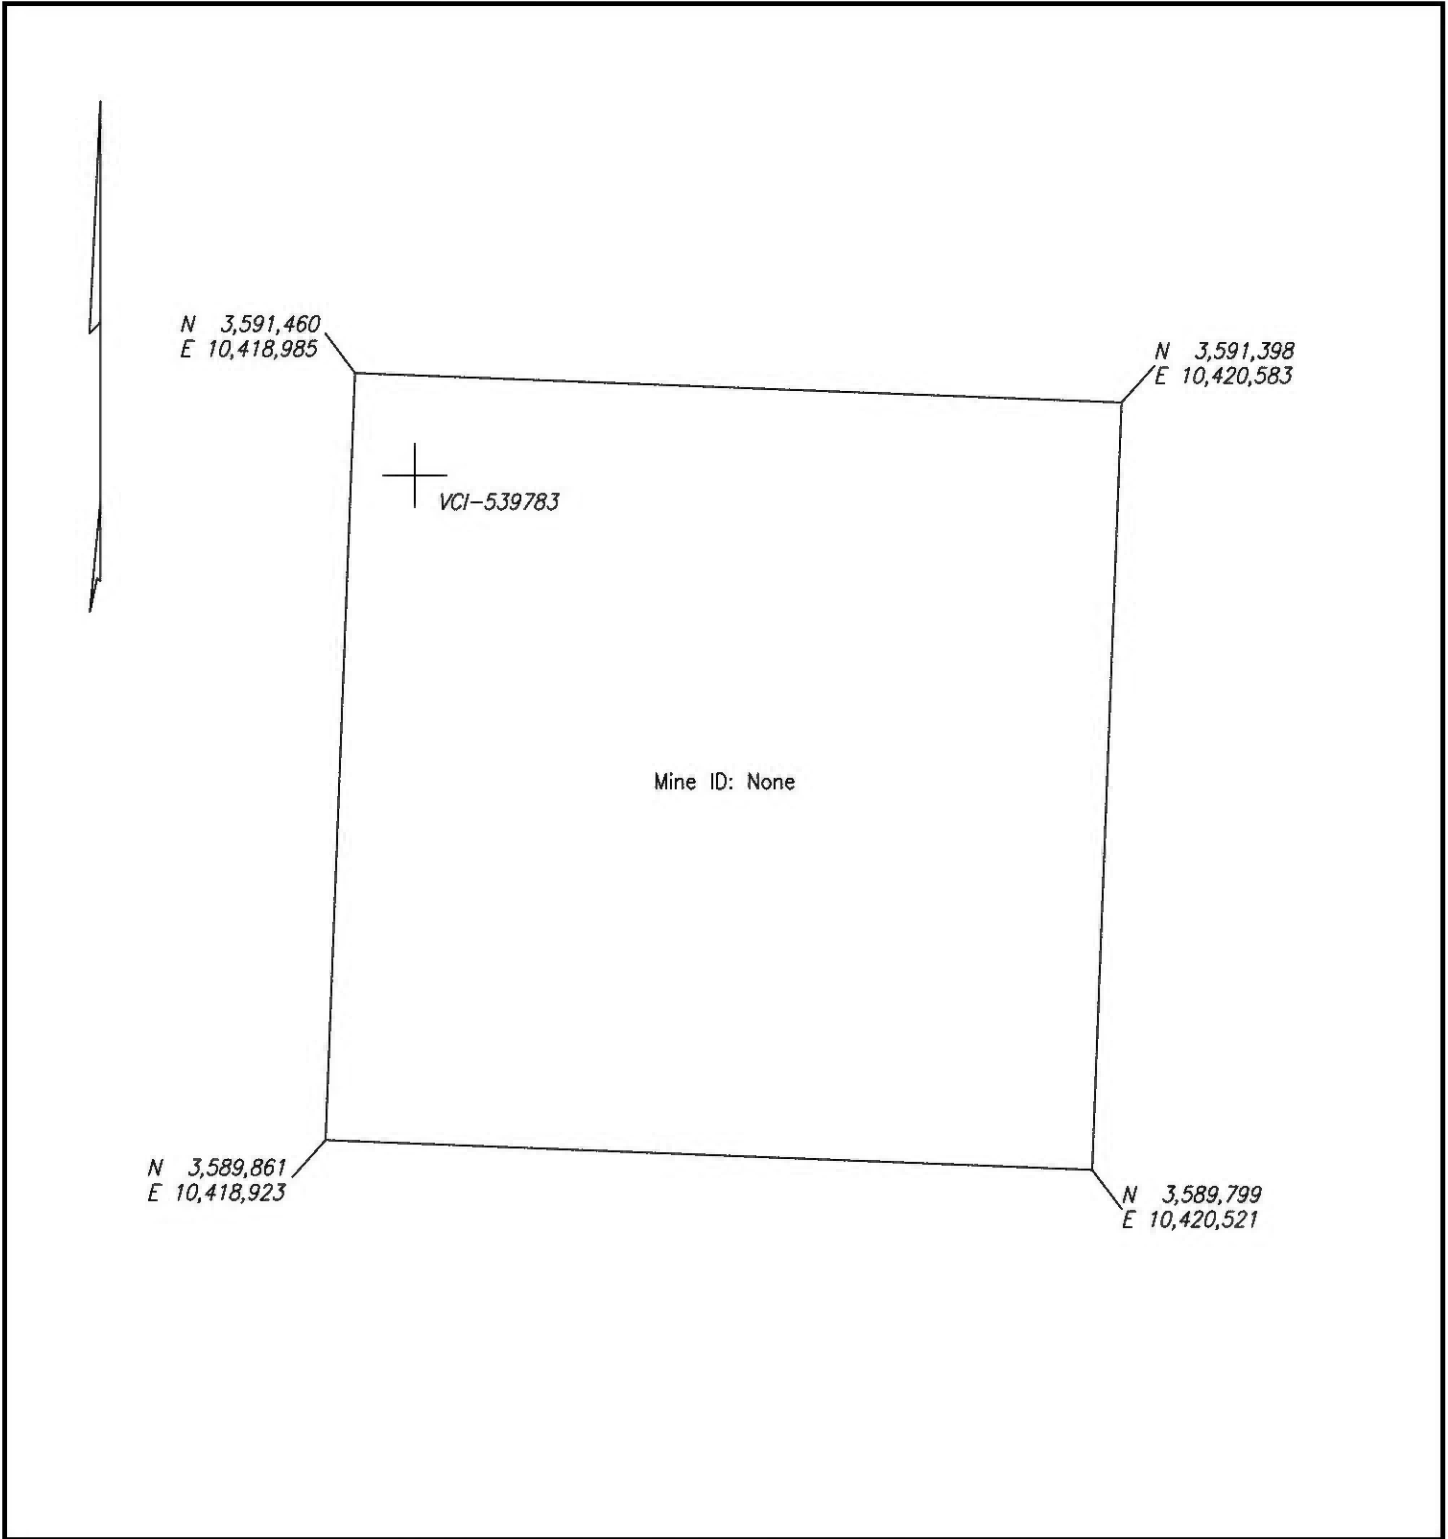 N 3,591,460
E 10,418,985
N 3,591,398
E 10,420,583
VCI-539783
Mine ID: None
N 3,589,861
E 10,418,923
N 3,589,799
E 10,420,521